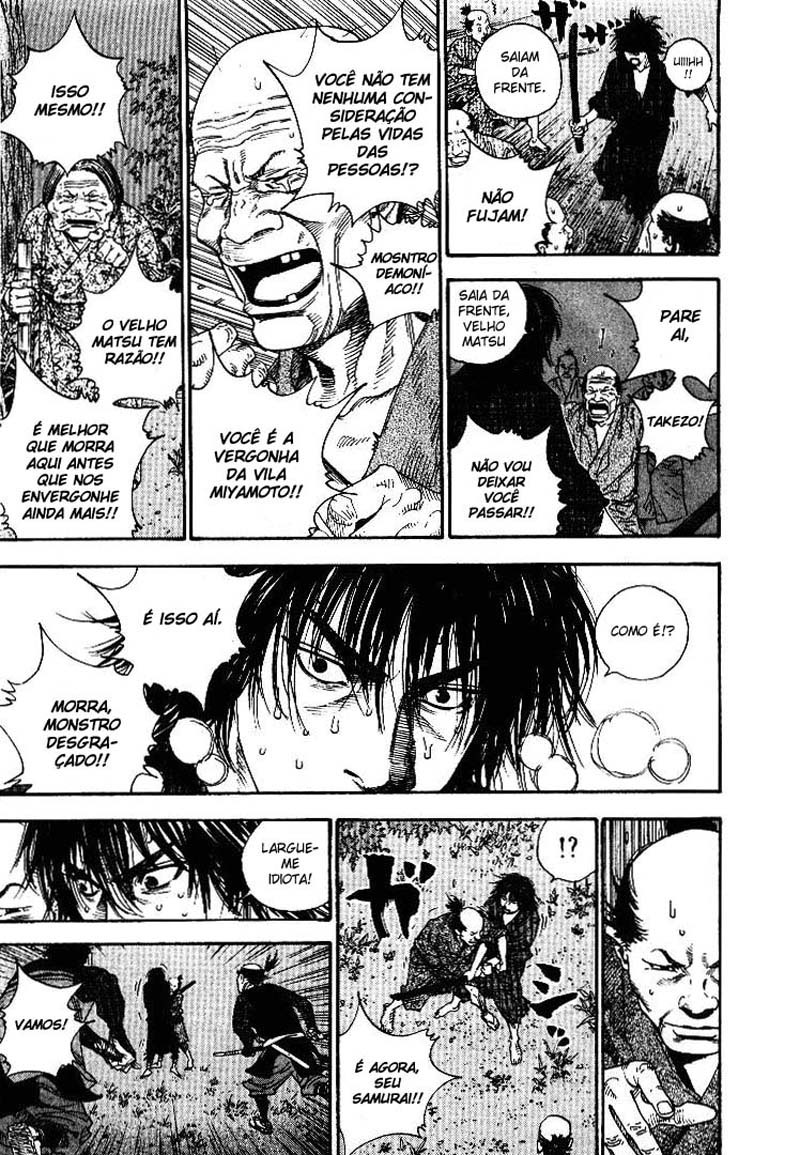 UIIIHH
!!
SAIAM
DA
FRENTE.
NÃO
FUJAM!
PARE
AI,
TAKEZO!
SAIA DA
FRENTE,
VELHO
MATSU
NÃO VOU
DEIXAR
VOCÊ
PASSAR!!
VOCÊ NÃO TEM
NENHUMA CON-
SIDERAÇÃO
PELAS VIDAS
DAS
PESSOAS!?
MOSNTRO
DEMONÍ-
ACO!!
VOCÊ É A
VERGONHA
DA VILA
MIYAMOTO!!
ISSO
MESMO!!
O VELHO
MATSU TEM
RAZÃO!!
É MELHOR
QUE MORRA
AQUI ANTES
QUE NOS
ENVERGONHE
AINDA MAIS!!
COMO É!?
É ISSO AÍ.
MORRA,
MONSTRO
DESGRA-
ÇADO!!
!?
ガッ
É AGORA,
SEU
SAMURAI!!
LARGUE-
ME
IDIOTA!
VAMOS!